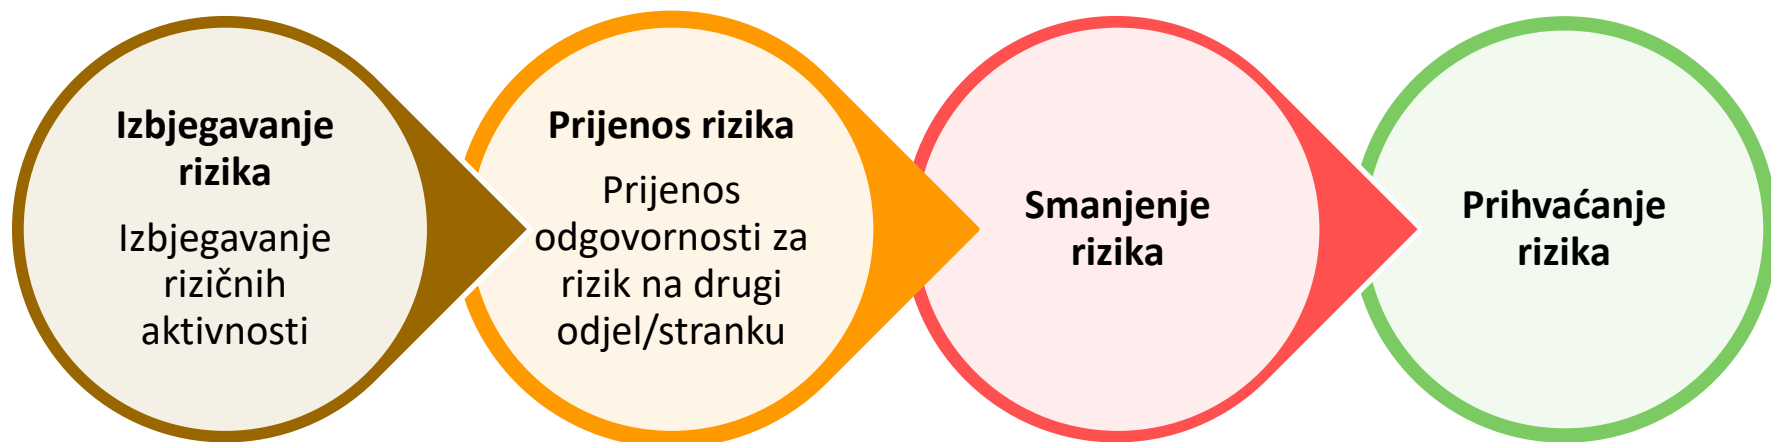 Izbjegavanje
rizika
Izbjegavanje
rizičnih
aktivnosti
Prijenos rizika
Prijenos
odgovornosti za
rizik na drugi
odjel/stranku
Smanjenje
rizika
Prihvaćanje
rizika